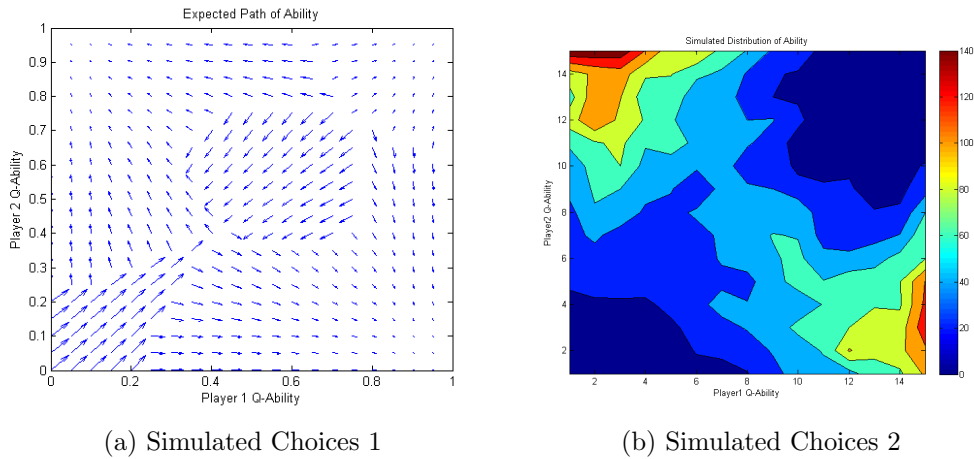 Expected Path of Ability
1
0.9
0.8
0.7
0.6
0.5
0.4
0.3
0.2
0.1
0
Player 2 Q-Ability
0 0.2 0.4 0.6 0.8 1
Player 1 Q-Ability
(a) Simulated Choices 1
Simulated Distribution of Ability
14
12
10
8
6
4
2
Player2 Q-Ability
2 4 6 8 10 12 14
Player1 Q-Ability
140
120
100
80
60
40
20
0
(b) Simulated Choices 2